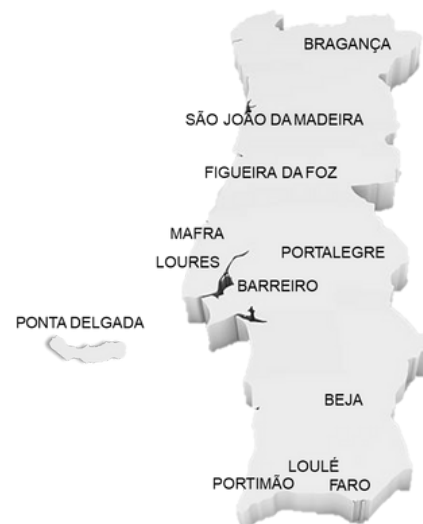 BRAGANÇA
SÃO JOÃO DA MADEIRA
FIGUEIRA DA FOZ
MAFRA
PORTALEGRE
LOURES
BARREIRO
PONTA DELGADA
BEJA
LOULÉ
PORTIMÃO FARO